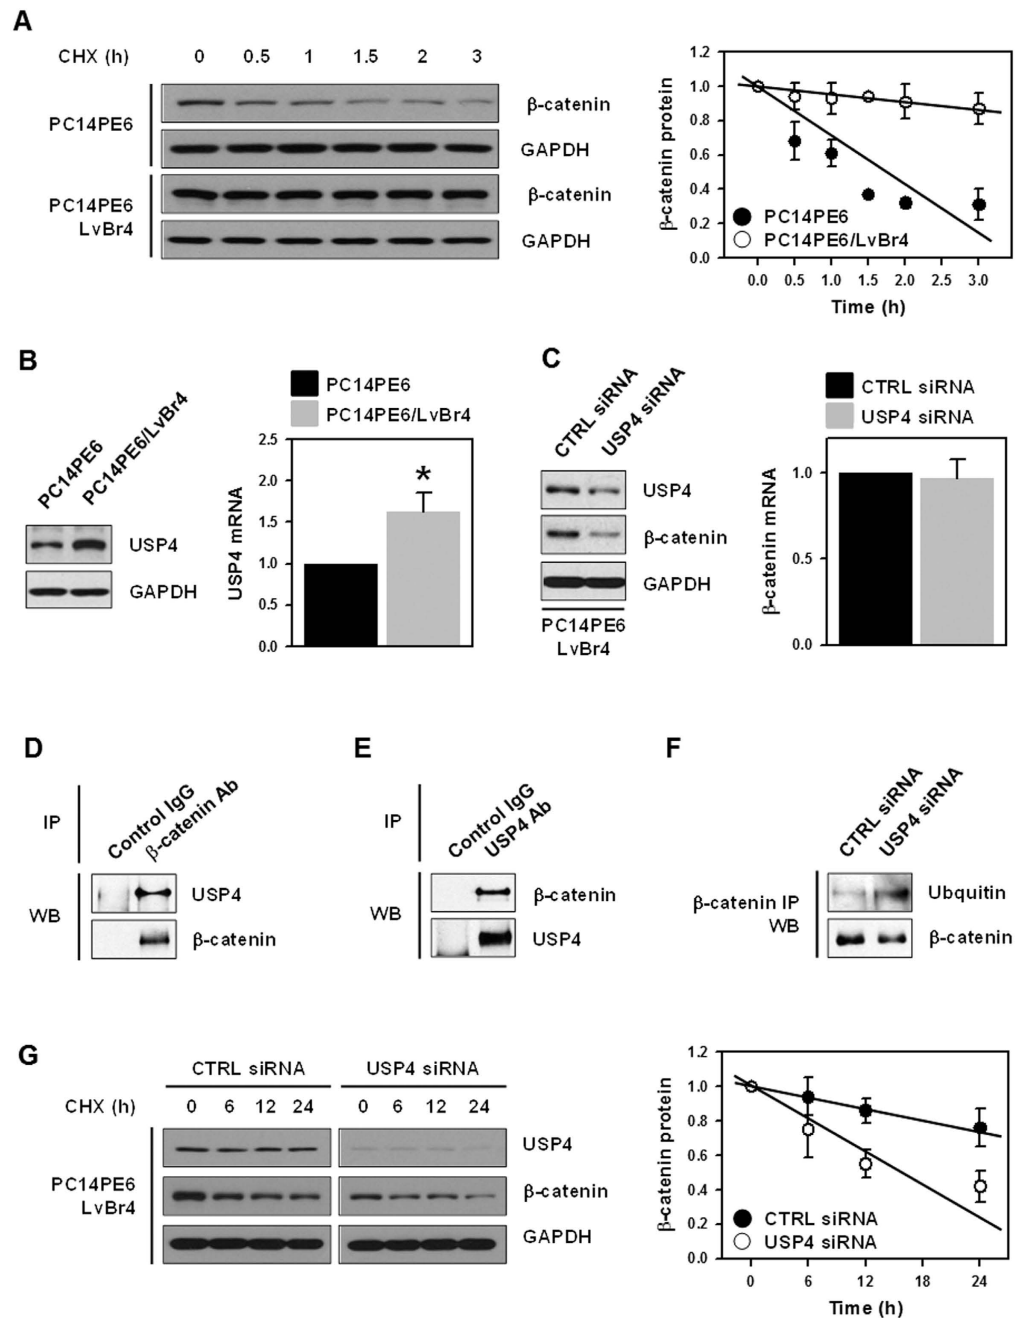 A
CHX (h) 0 0.5 1 1.5 2 3
PC14PE6
β-catenin
GAPDH
PC14PE6
LvBr4
β-catenin
GAPDH
β-catenin protein
1.2
1.0
0.8
0.6
0.4
0.2
0.0
PC14PE6
PC14PE6/LvBr4
0.0 0.5 1.0 1.5 2.0 2.5 3.0
Time (h)
B
PC14PE6
PC14PE6/LvBr4
USP4
GAPDH
PC14PE6
PC14PE6/LvBr4
USP4 mRNA
2.5
2.0
1.5
1.0
0.5
0.0
*
C
CTRL siRNA
USP4 siRNA
USP4
β-catenin
GAPDH
PC14PE6
LvBr4
CTRL siRNA
USP4 siRNA
β-catenin mRNA
1.0
0.5
0.0
D
IP
Control IgG
β-catenin Ab
WB
USP4
β-catenin
E
IP
Control IgG
USP4 Ab
WB
β-catenin
USP4
F
CTRL siRNA
USP4 siRNA
β-catenin IP
WB
Ubquitin
β-catenin
G
CTRL siRNA USP4 siRNA
CHX (h) 0 6 12 24 0 6 12 24
PC14PE6
LvBr4
USP4
β-catenin
GAPDH
β-catenin protein
1.2
1.0
0.8
0.6
0.4
0.2
0.0
CTRL siRNA
USP4 siRNA
0 6 12 18 24
Time (h)